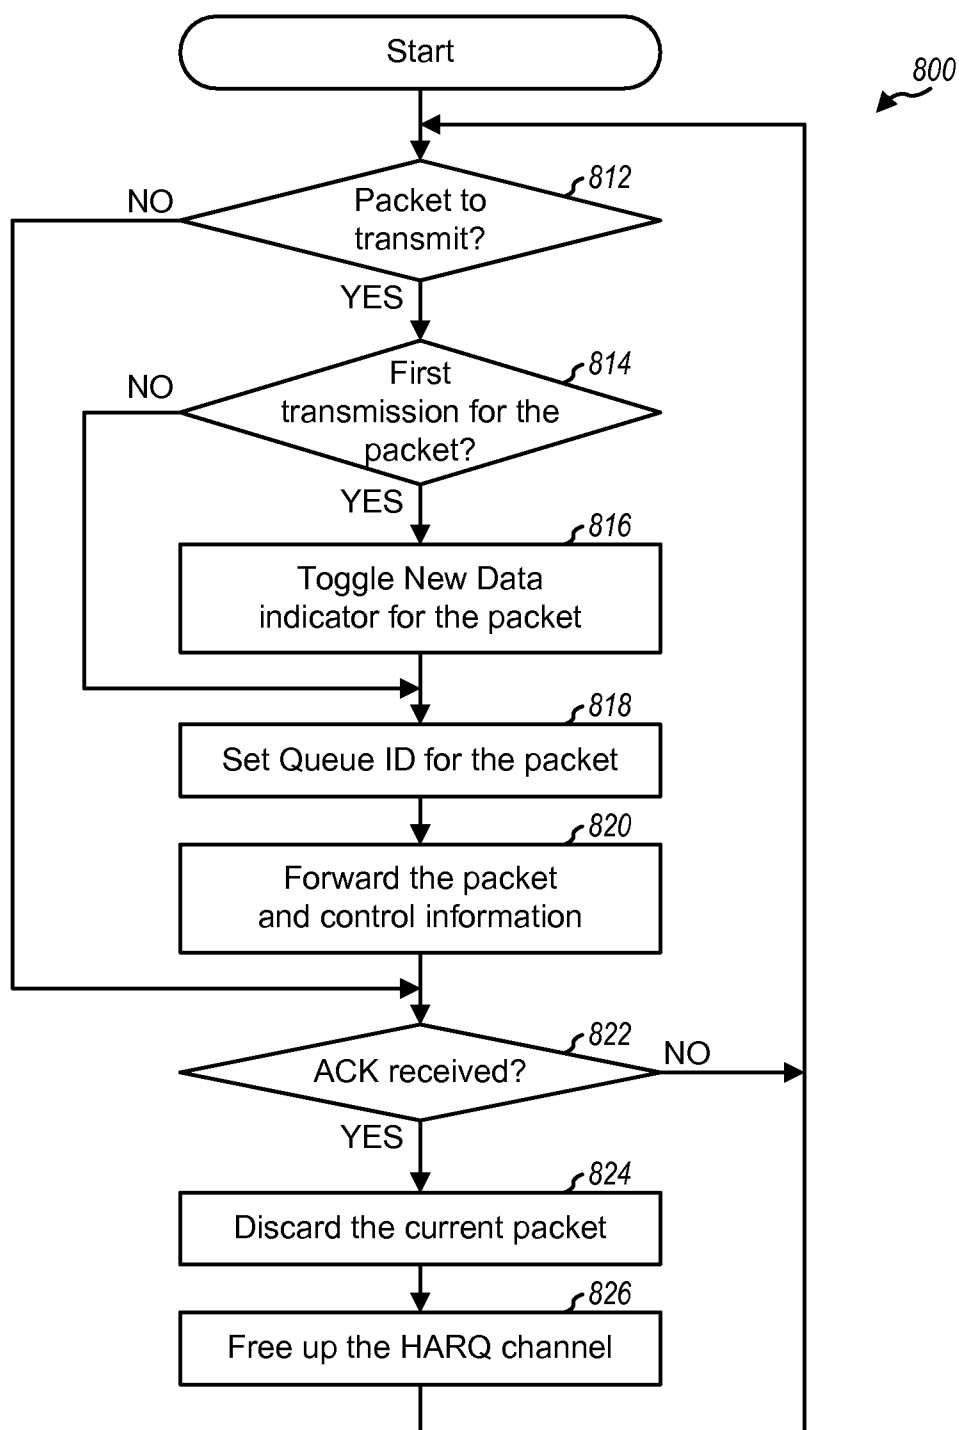 Start
800
812
NO
Packet to
transmit?
YES
814
NO
First
transmission for the
packet?
YES
816
Toggle New Data
indicator for the packet
818
Set Queue ID for the packet
820
Forward the packet
and control information
822
ACK received?
NO
YES
824
Discard the current packet
826
Free up the HARQ channel